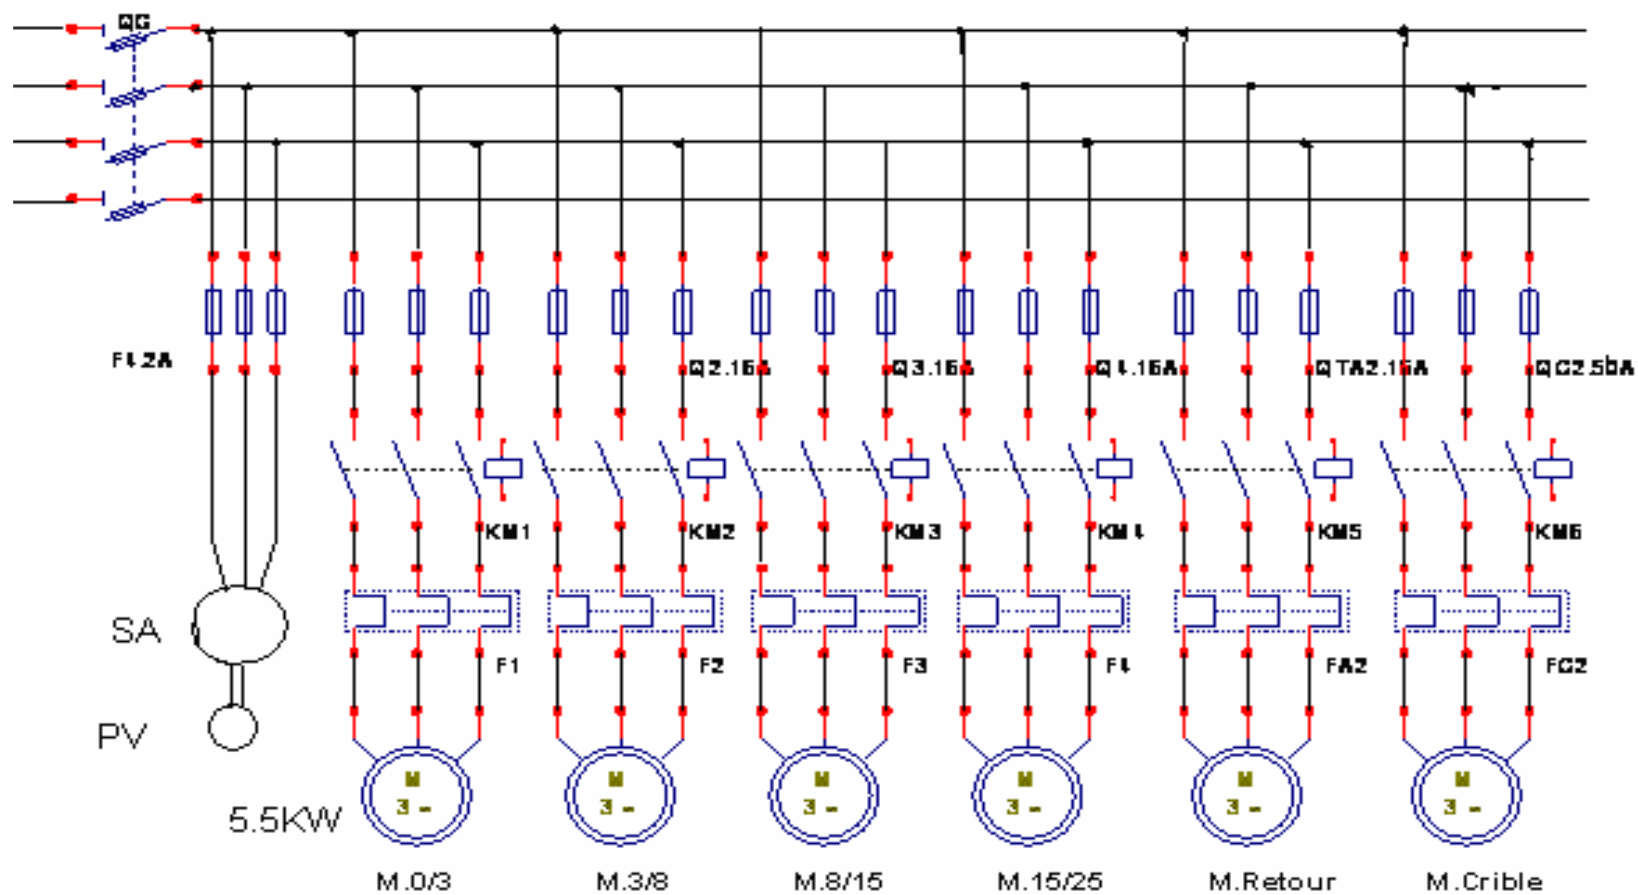 QG
F4.2A
Q2.16A
Q3.16A
Q4.16A
QTA2.16A
KM1
KM2
KM3
KM4
KM5
KM6
SA
F1
F2
F3
F4
FA2
FC2
PV
M
3 ~
M
3 ~
M
3 ~
M
3 ~
M
3 ~
M
3 ~
5.5KW
M.0/3
M.3/8
M.8/15
M.15/25
M.Retour
M.Crible